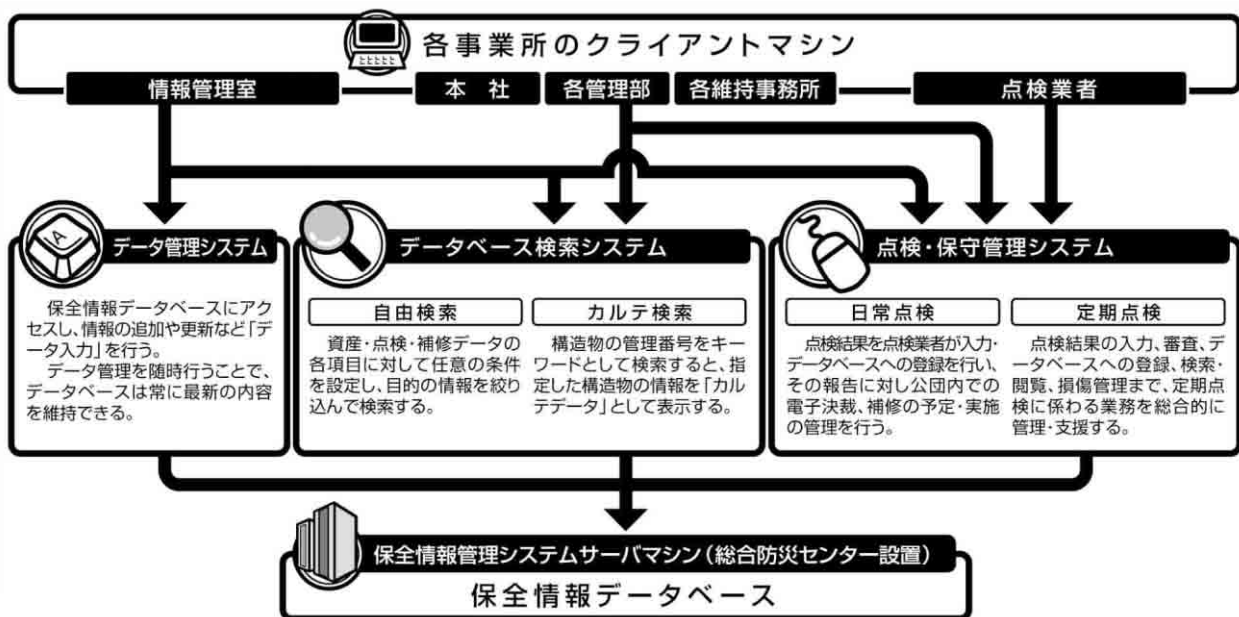 各事業所のクライアントマシン
情報管理室
本 社
各管理部
各維持事務所
点検業者
データ管理システム
保全情報データベースにアク
セスし、情報の追加や更新など「デ
ータ入力」を行う。
データ管理を随時行うことで、
データベースは常に最新の内容
を維持できる。
データベース検索システム
自由検索
資産・点検・補修データの
各項目に対して任意の条件
を設定し、目的の情報を絞り
込んで検索する。
カルテ検索
構造物の管理番号をキー
ワードとして検索すると、指
定した構造物の情報を「カル
テデータ」として表示する。
点検・保守管理システム
日常点検
点検結果を点検業者が入力・
データベースへの登録を行い、
その報告に対し公団内での
電子決裁、補修の予定・実施
の管理を行う。
定期点検
点検結果の入力、審査、デ
ータベースへの登録、検索・
閲覧、損傷管理まで、定期点
検に係わる業務を総合的に
管理・支援する。
保全情報管理システムサーバマシン(総合防災センター設置)
保全情報データベース
A